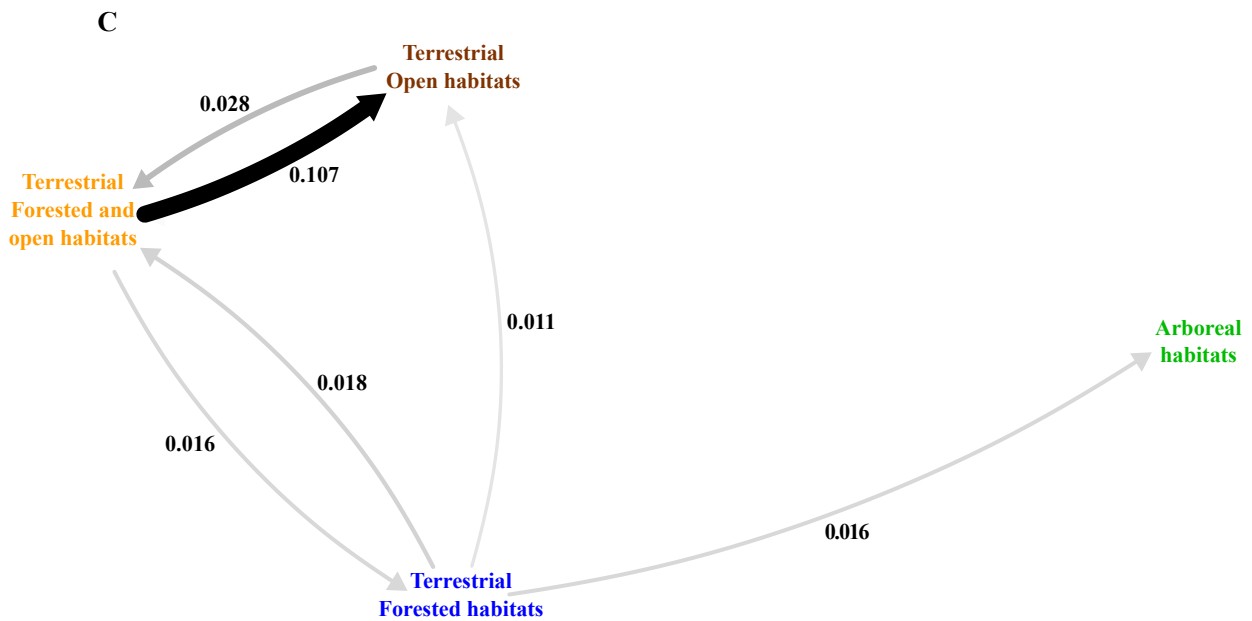 C
Terrestrial
Open habitats
0.028
0.107
Terrestrial
Forested and
open habitats
0.011
Arboreal
habitats
0.018
0.016
0.016
Terrestrial
Forested habitats